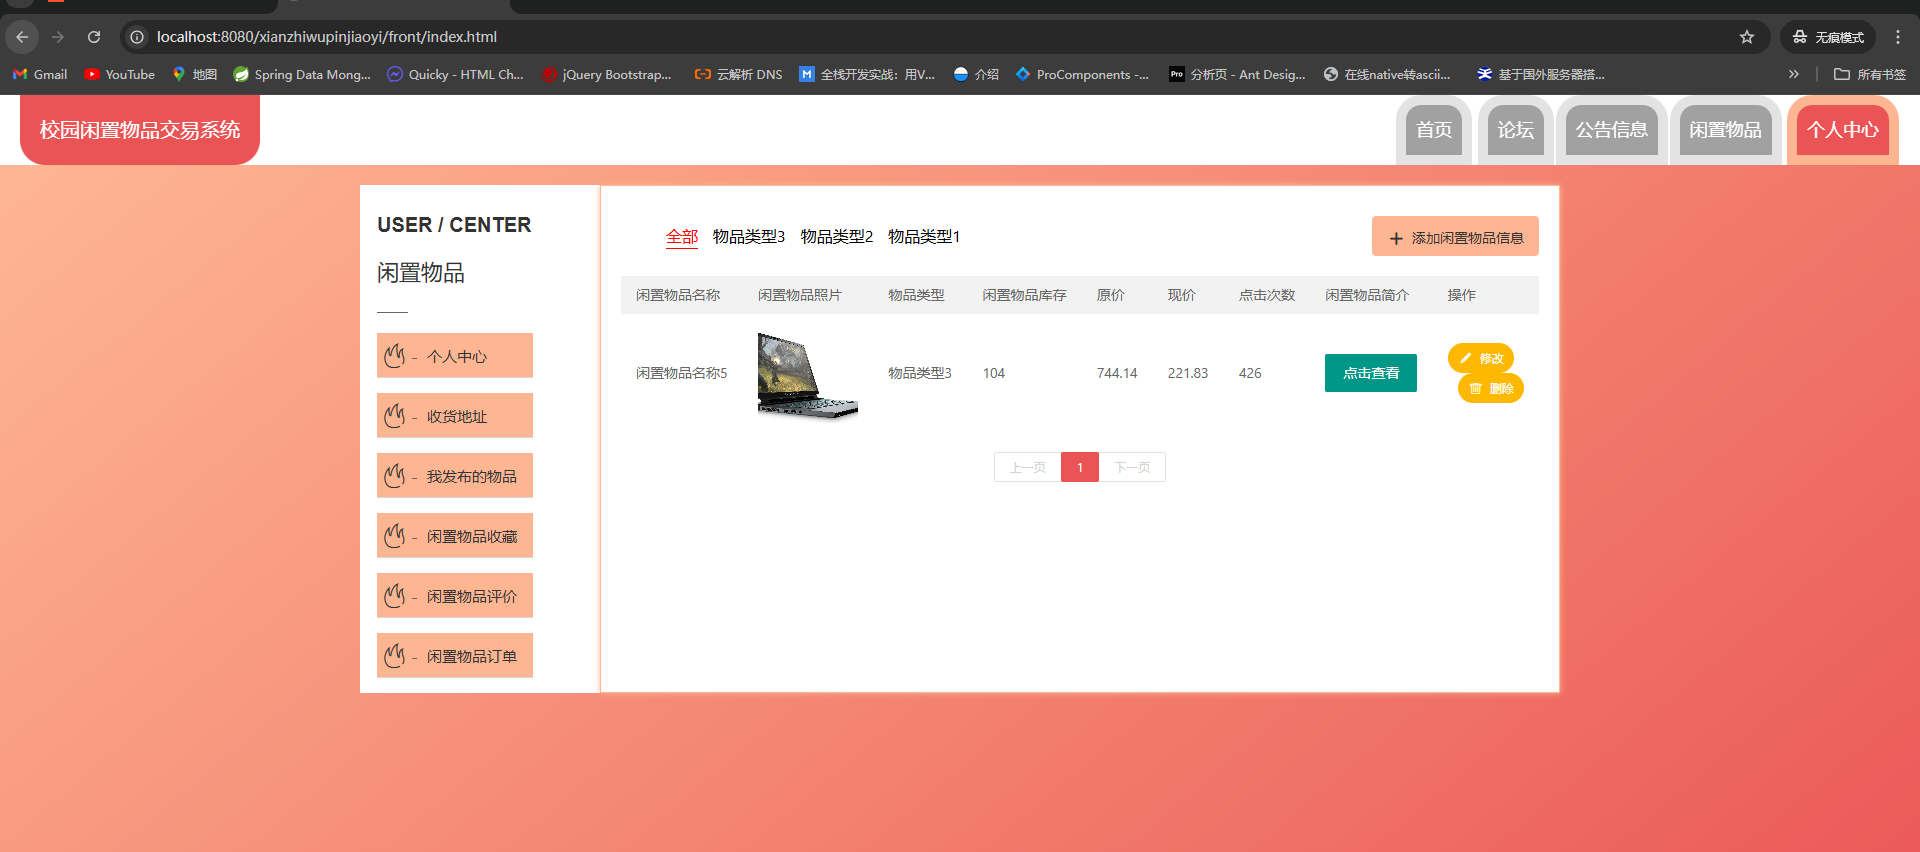 localhost:8080/xianzhiwupinjiaoyi/front/index.html
无痕模式
Gmail
YouTube
地图
Spring Data Mong...
Quicky - HTML Ch...
jQuery Bootstrap...
云解析 DNS
全栈开发实战：用V...
介绍
ProComponents -...
Pro
分析页 - Ant Desig...
在线native转ascii...
基于国外服务器搭...
所有书签
校园闲置物品交易系统
首页
论坛
公告信息
闲置物品
个人中心
USER / CENTER
闲置物品
- 个人中心
- 收货地址
- 我发布的物品
- 闲置物品收藏
- 闲置物品评价
- 闲置物品订单
全部 物品类型3 物品类型2 物品类型1
添加闲置物品信息
闲置物品名称 闲置物品照片 物品类型 闲置物品库存 原价 现价 点击次数 闲置物品简介 操作
闲置物品名称5 物品类型3 104 744.14 221.83 426 点击查看 修改
删除
上一页 1 下一页